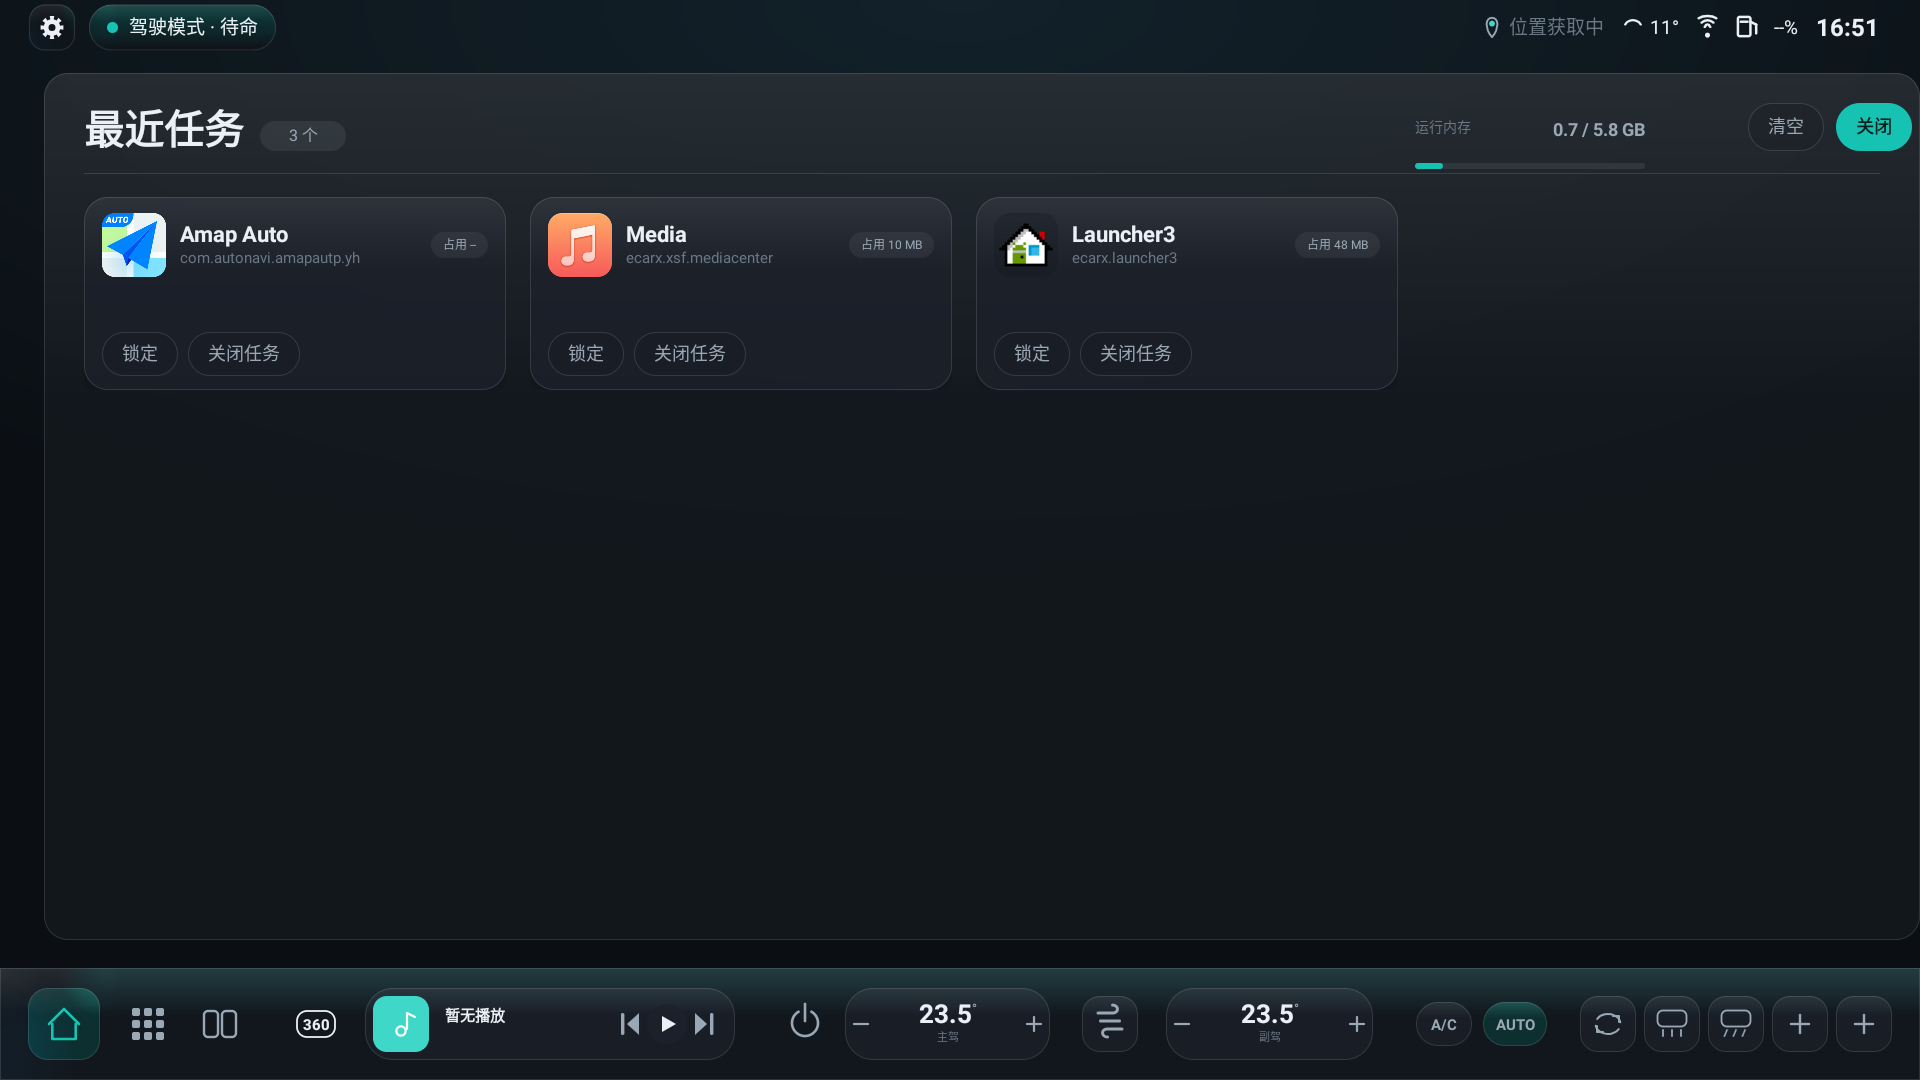 驾驶模式 · 待命
位置获取中
11°
--%
16:51
最近任务
3 个
运行内存
0.7 / 5.8 GB
清空
关闭
AUTO
Amap Auto
com.autonavi.amapautp.yh
占用 --
锁定
关闭任务
Media
ecarx.xsf.mediacenter
占用 10 MB
锁定
关闭任务
Launcher3
ecarx.launcher3
占用 48 MB
锁定
关闭任务
360
暂无播放
23.5°
主驾
23.5°
副驾
A/C
AUTO